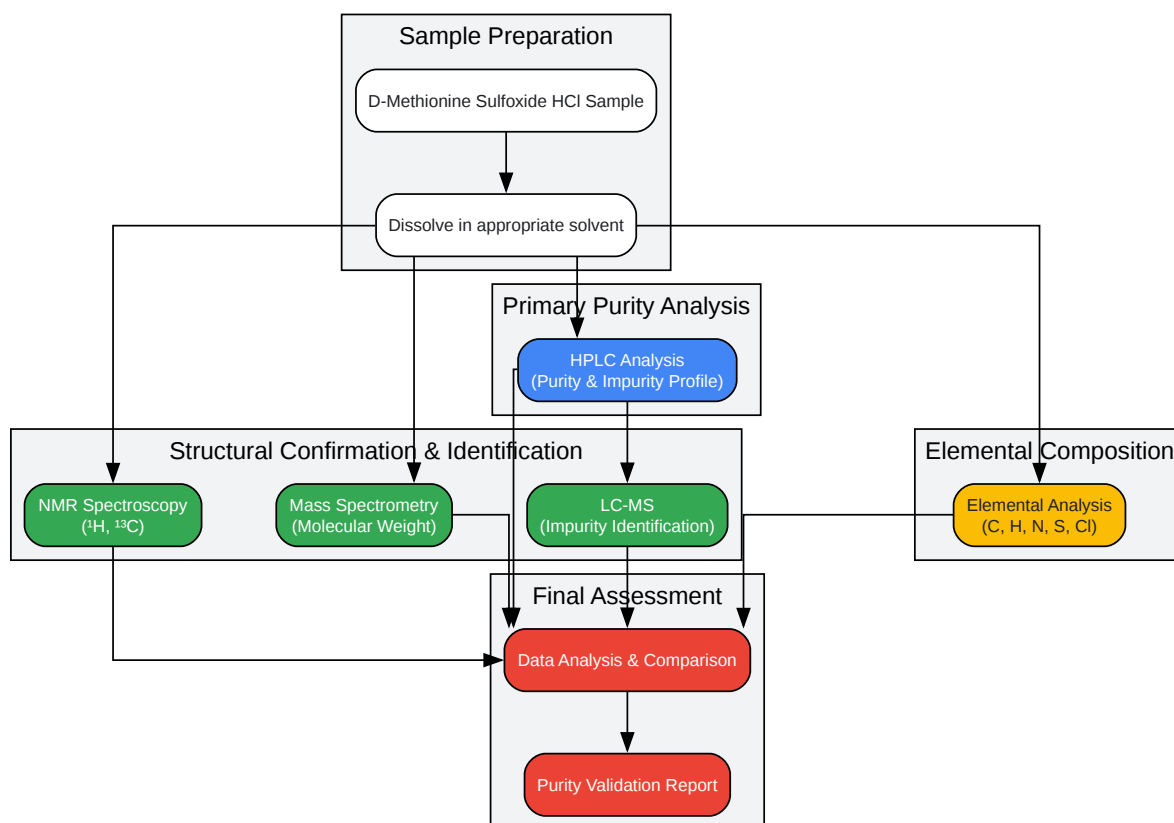 Sample Preparation
D-Methionine Sulfoxide HCl Sample
Dissolve in appropriate solvent
Primary Purity Analysis
HPLC Analysis
(Purity & Impurity Profile)
Structural Confirmation & Identification
NMR Spectroscopy
(¹H, ¹³C)
Mass Spectrometry
(Molecular Weight)
LC-MS
(Impurity Identification)
Elemental Composition
Elemental Analysis
(C, H, N, S, Cl)
Final Assessment
Data Analysis & Comparison
Purity Validation Report